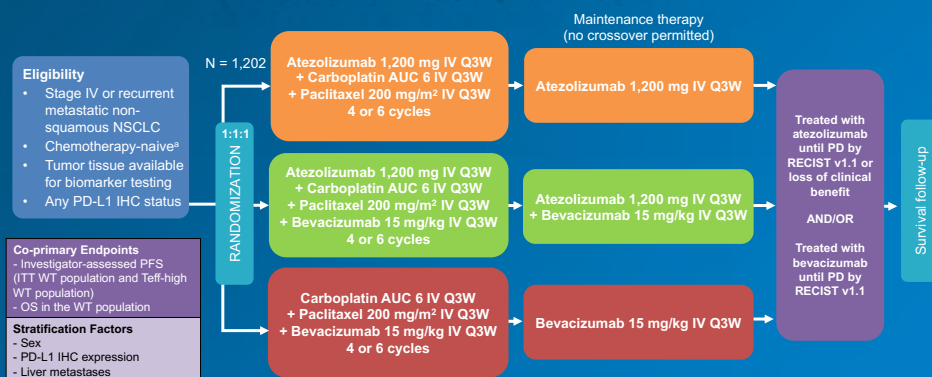 Maintenance therapy
(no crossover permitted)
N = 1,202
Eligibility
• Stage IV or recurrent
metastatic non-
squamous NSCLC
• Chemotherapy-naiveᵃ
• Tumor tissue available
for biomarker testing
• Any PD-L1 IHC status
1:1:1
RANDOMIZATION
Atezolizumab 1,200 mg IV Q3W
+ Carboplatin AUC 6 IV Q3W
+ Paclitaxel 200 mg/m² IV Q3W
4 or 6 cycles
Atezolizumab 1,200 mg IV Q3W
Atezolizumab 1,200 mg IV Q3W
+ Carboplatin AUC 6 IV Q3W
+ Paclitaxel 200 mg/m² IV Q3W
+ Bevacizumab 15 mg/kg IV Q3W
4 or 6 cycles
Atezolizumab 1,200 mg IV Q3W
+ Bevacizumab 15 mg/kg IV Q3W
Carboplatin AUC 6 IV Q3W
+ Paclitaxel 200 mg/m² IV Q3W
+ Bevacizumab 15 mg/kg IV Q3W
4 or 6 cycles
Bevacizumab 15 mg/kg IV Q3W
Treated with
atezolizumab
until PD by
RECIST v1.1 or
loss of clinical
benefit
AND/OR
Treated with
bevacizumab
until PD by
RECIST v1.1
Survival follow-up
Co-primary Endpoints
- Investigator-assessed PFS
(ITT WT population and Teff-high
WT population)
- OS in the WT population
Stratification Factors
- Sex
- PD-L1 IHC expression
- Liver metastases